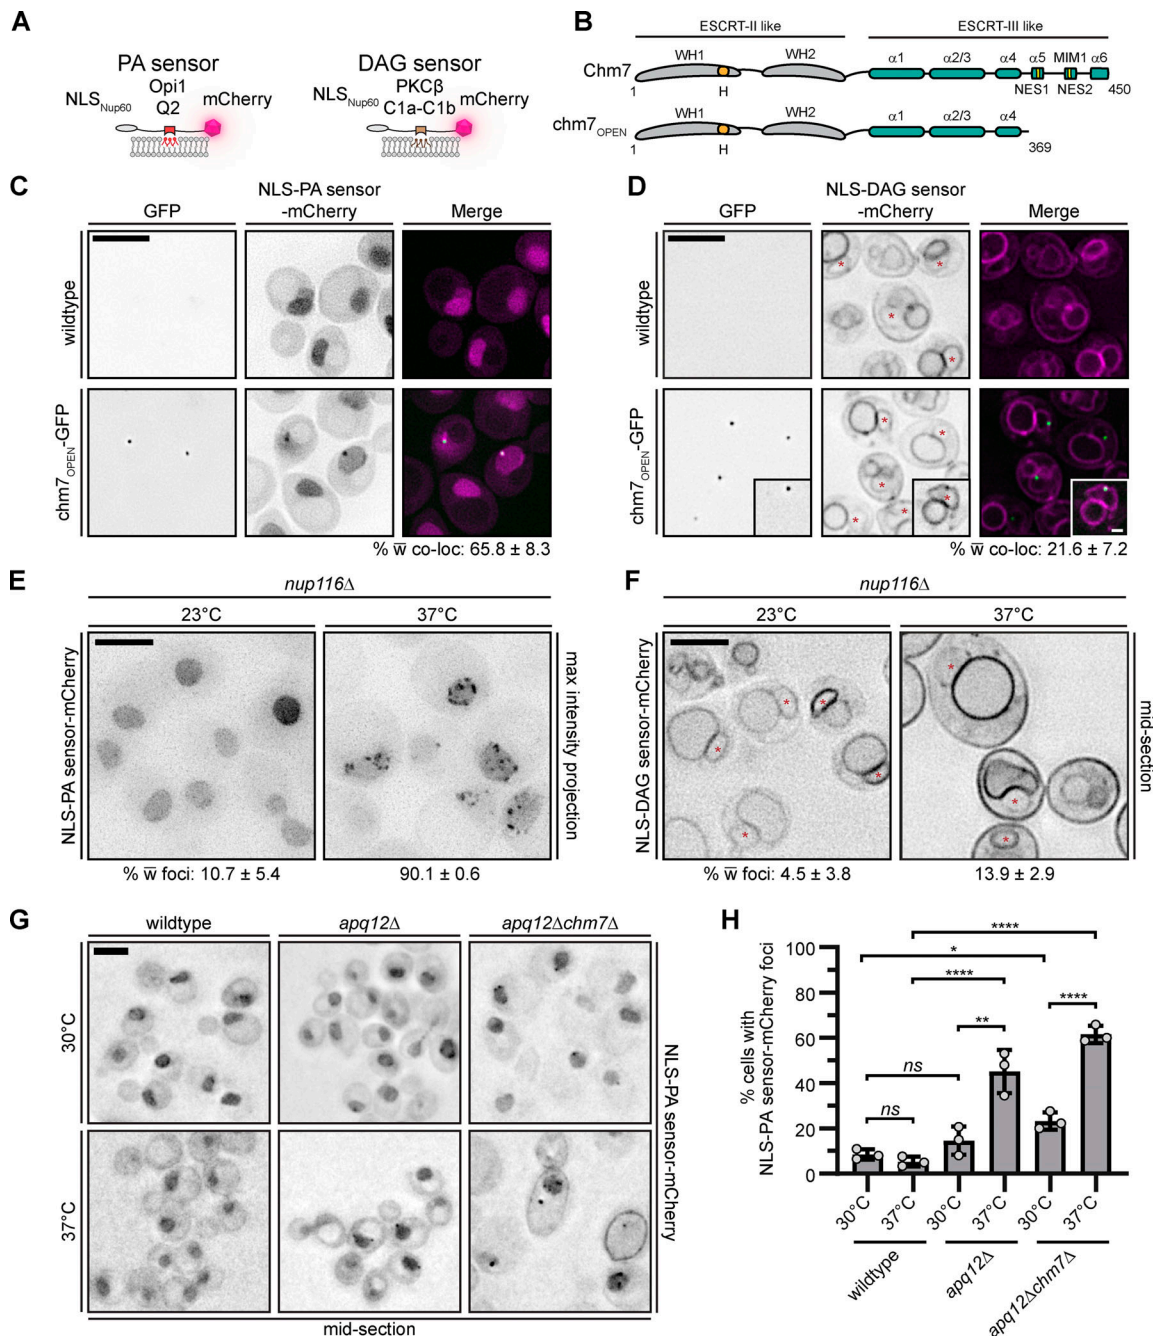 A
PA sensor
Opi1
NLS_Nup60 Q2 mCherry
DAG sensor
PKCβ
NLS_Nup60 C1a-C1b mCherry
B
ESCRT-II like ESCRT-III like
WH1 WH2 α1 α2/3 α4 α5 MIM1 α6
Chm7
1 H NES1 NES2 450
WH1 WH2 α1 α2/3 α4
chm7_OPEN
1 H 369
C
GFP NLS-PA sensor -mCherry Merge
wildtype
chm7_OPEN-GFP
% w̅ co-loc: 65.8 ± 8.3
D
GFP NLS-DAG sensor -mCherry Merge
wildtype
* * * *
chm7_OPEN-GFP
* * * * * *
% w̅ co-loc: 21.6 ± 7.2
E
nup116Δ
23°C 37°C
NLS-PA sensor-mCherry
max intensity projection
% w̅ foci: 10.7 ± 5.4 90.1 ± 0.6
F
nup116Δ
23°C 37°C
NLS-DAG sensor-mCherry
* * * * *
* * *
mid-section
% w̅ foci: 4.5 ± 3.8 13.9 ± 2.9
G
wildtype apq12Δ apq12Δchm7Δ
30°C
37°C
NLS-PA sensor-mCherry
mid-section
H
% cells with
NLS-PA sensor-mCherry foci
100
80
60
40
20
0
****
*
****
** ****
ns
ns
30°C 37°C 30°C 37°C 30°C 37°C
wildtype apq12Δ apq12Δchm7Δ